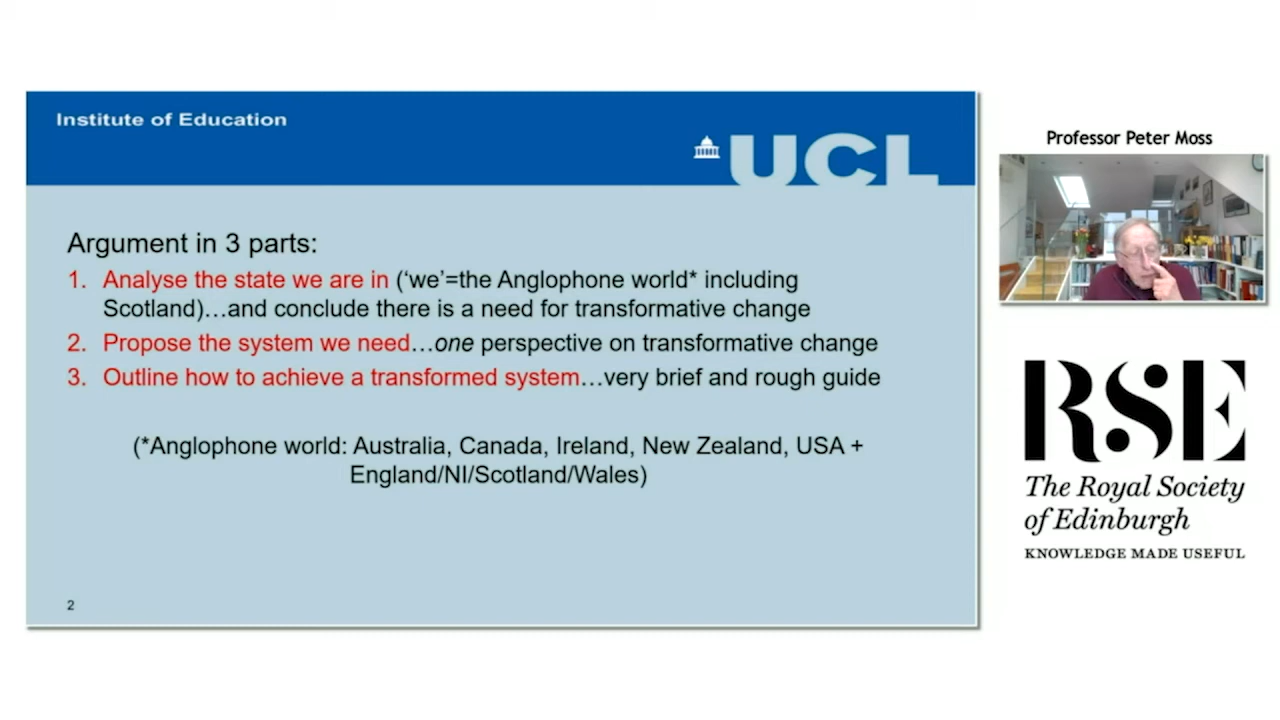 Institute of Education
UCL
Argument in 3 parts:
1. Analyse the state we are in (‘we’=the Anglophone world* including
Scotland)…and conclude there is a need for transformative change
2. Propose the system we need…one perspective on transformative change
3. Outline how to achieve a transformed system…very brief and rough guide
(*Anglophone world: Australia, Canada, Ireland, New Zealand, USA +
England/NI/Scotland/Wales)
2
Professor Peter Moss
RSE
The Royal Society
of Edinburgh
KNOWLEDGE MADE USEFUL